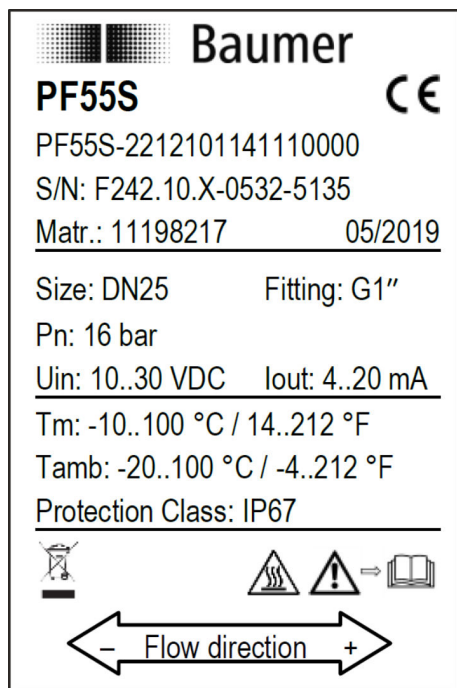 Baumer
PF55S CE
PF55S-2212101141110000
S/N: F242.10.X-0532-5135
Matr.: 11198217 05/2019
Size: DN25 Fitting: G1″
Pn: 16 bar
Uin: 10..30 VDC Iout: 4..20 mA
Tm: -10..100 °C / 14..212 °F
Tamb: -20..100 °C / -4..212 °F
Protection Class: IP67
– Flow direction +